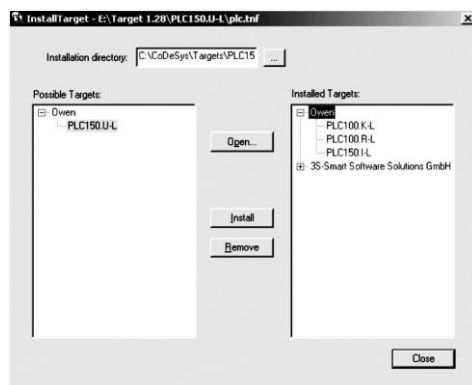 InstallTarget - E:\Target 1.28\PLC150.U-L\plc.tnf
Installation directory: C:\CoDeSys\Targets\PLC15 ...
Possible Targets:
Owen
PLC150.U-L
Open...
Install
Remove
Installed Targets:
Owen
PLC100.K-L
PLC100.R-L
PLC150.I-L
3S-Smart Software Solutions GmbH
Close